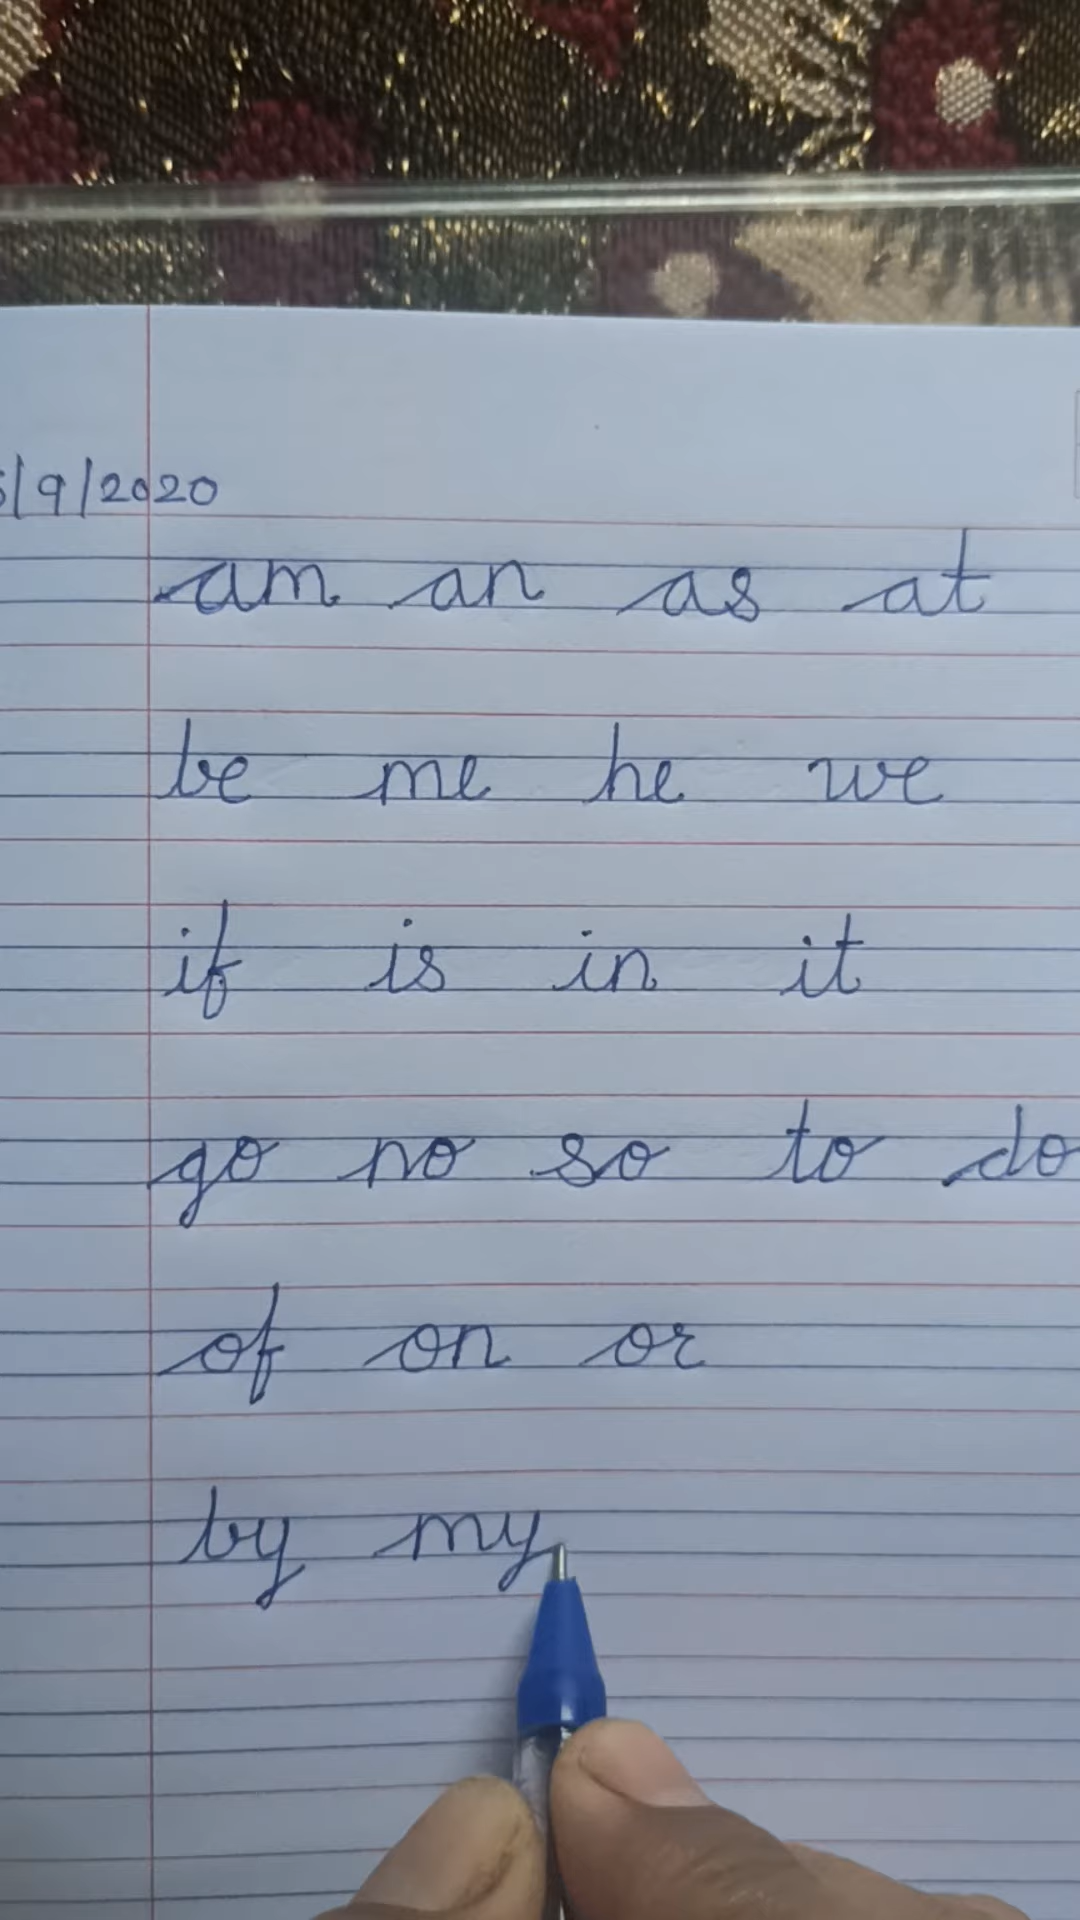 /9/2020
am an as at
be me he we
if is in it
go no so to do
of on or
by my